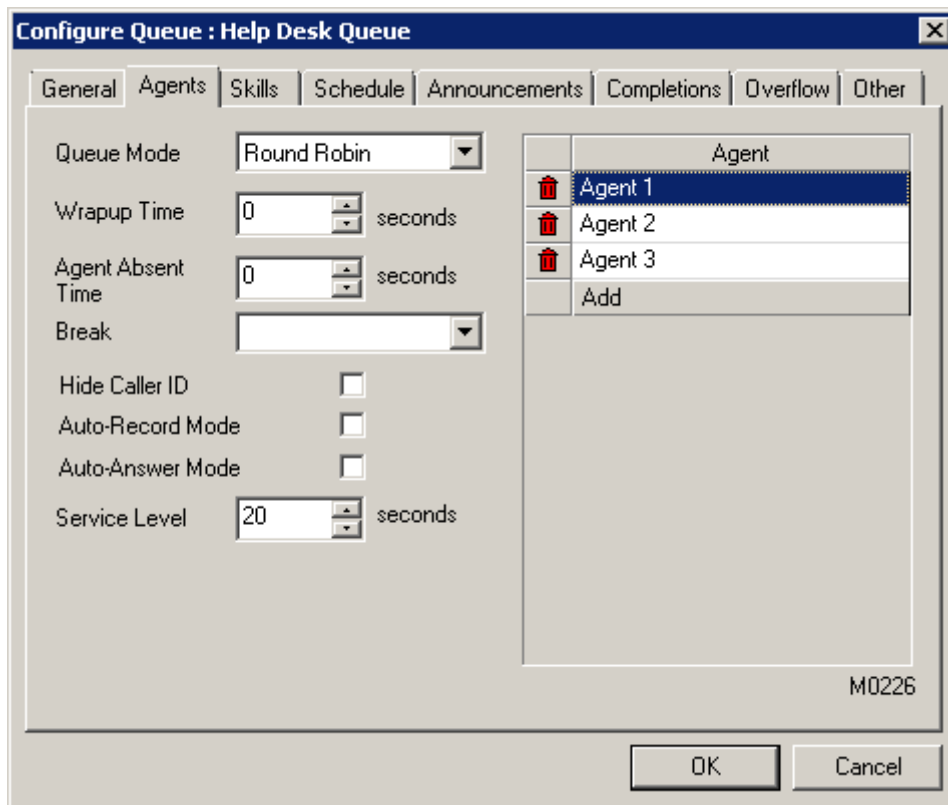 Configure Queue : Help Desk Queue
General Agents Skills Schedule Announcements Completions Overflow Other
Queue Mode Round Robin
Wrapup Time 0 seconds
Agent Absent Time 0 seconds
Break
Hide Caller ID
Auto-Record Mode
Auto-Answer Mode
Service Level 20 seconds
Agent
Agent 1
Agent 2
Agent 3
Add
M0226
OK Cancel